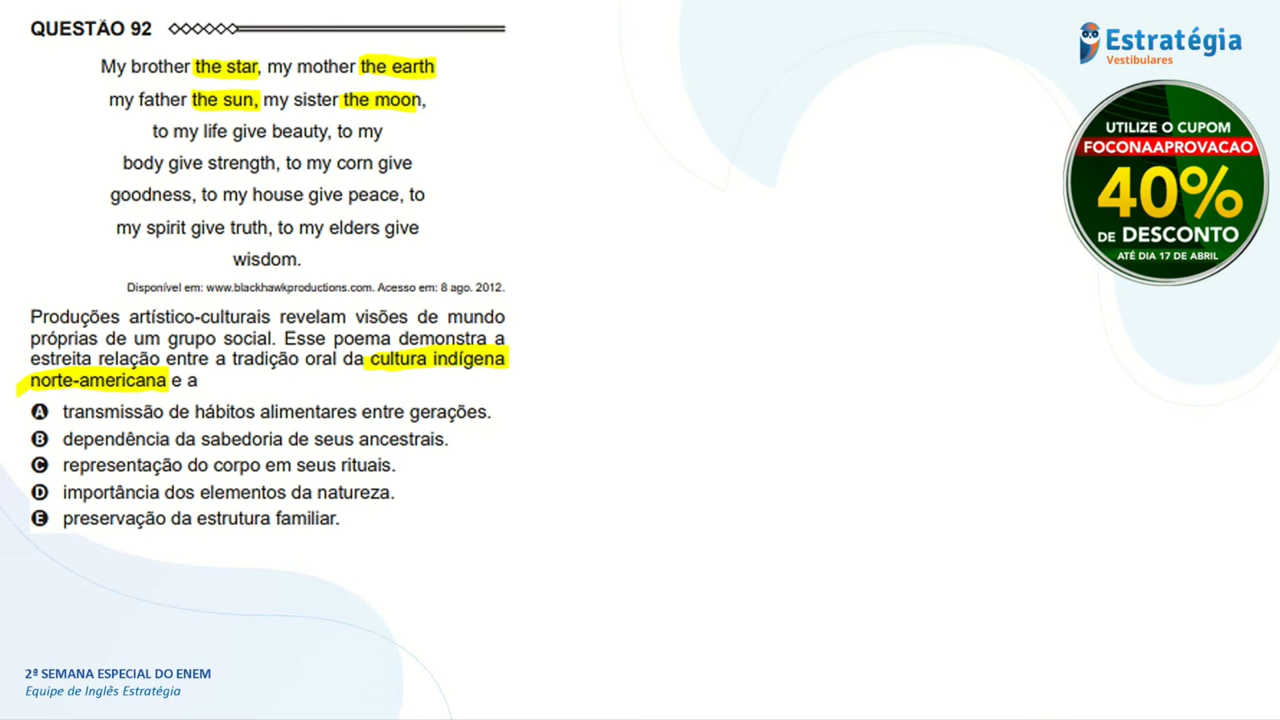 QUESTÃO 92
My brother the star, my mother the earth
my father the sun, my sister the moon,
to my life give beauty, to my
body give strength, to my corn give
goodness, to my house give peace, to
my spirit give truth, to my elders give
wisdom.
Disponível em: www.blackhawkproductions.com. Acesso em: 8 ago. 2012.
Produções artístico-culturais revelam visões de mundo
próprias de um grupo social. Esse poema demonstra a
estreita relação entre a tradição oral da cultura indígena
norte-americana e a
A transmissão de hábitos alimentares entre gerações.
B dependência da sabedoria de seus ancestrais.
C representação do corpo em seus rituais.
D importância dos elementos da natureza.
E preservação da estrutura familiar.
Estratégia
Vestibulares
UTILIZE O CUPOM
FOCONAAPROVACAO
40%
DE DESCONTO
ATÉ DIA 17 DE ABRIL
2ª SEMANA ESPECIAL DO ENEM
Equipe de Inglês Estratégia